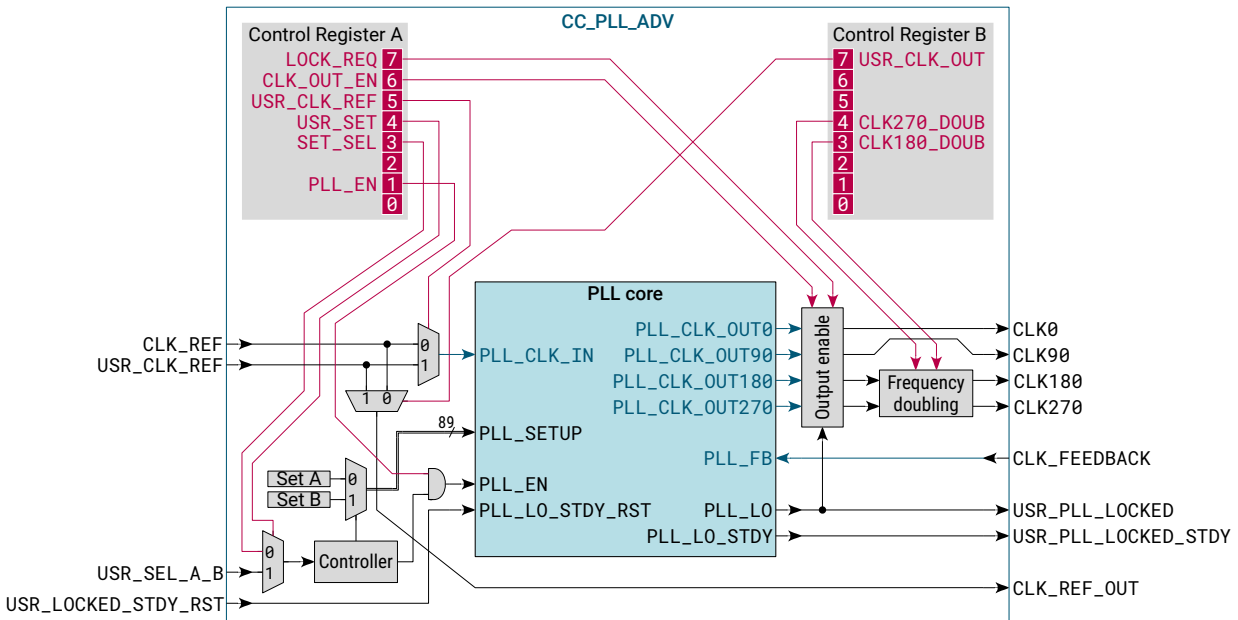 CC_PLL_ADV
Control Register A
LOCK_REQ 7
CLK_OUT_EN 6
USR_CLK_REF 5
USR_SET 4
SET_SEL 3
2
PLL_EN 1
0
Control Register B
7 USR_CLK_OUT
6
5
4 CLK270_DOUB
3 CLK180_DOUB
2
1
0
PLL core
CLK_REF
USR_CLK_REF
0
1
1 0
PLL_CLK_IN
PLL_CLK_OUT0
PLL_CLK_OUT90
PLL_CLK_OUT180
PLL_CLK_OUT270
Output enable
Frequency
doubling
CLK0
CLK90
CLK180
CLK270
89
PLL_SETUP
PLL_FB
CLK_FEEDBACK
Set A
Set B
0
1
PLL_EN
PLL_LO_STDY_RST
PLL_LO
USR_PLL_LOCKED
PLL_LO_STDY
USR_PLL_LOCKED_STDY
0
1
Controller
USR_SEL_A_B
CLK_REF_OUT
USR_LOCKED_STDY_RST